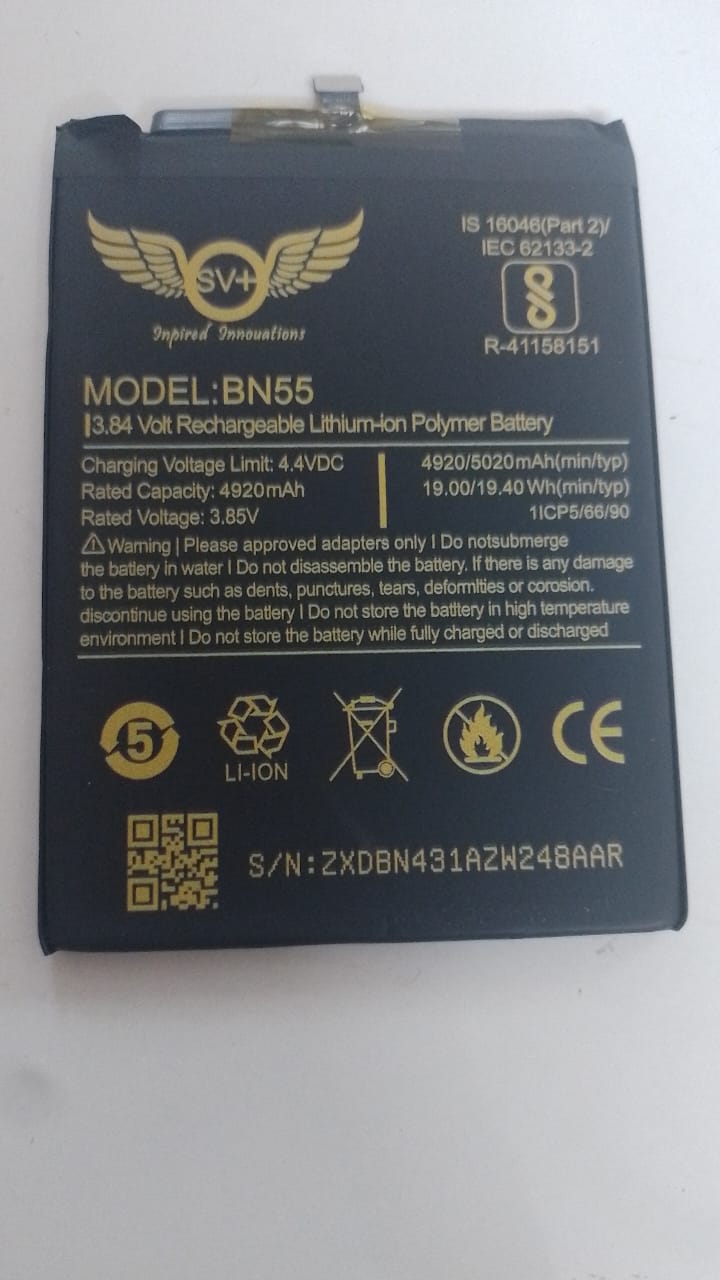 SV+
Inpired Innovations
IS 16046(Part 2)/
IEC 62133-2
R-41158151
MODEL:BN55
3.84 Volt Rechargeable Lithium-ion Polymer Battery
Charging Voltage Limit: 4.4VDC
Rated Capacity: 4920mAh
Rated Voltage: 3.85V
4920/5020mAh(min/typ)
19.00/19.40 Wh(min/typ)
1ICP5/66/90
Warning | Please approved adapters only I Do notsubmerge
the batlery in water I Do not disassemble the battery. If there is any damage
to the battery such as dents, punctures, tears, deformities or corosion.
discontinue using the batlery I Do not store the batltery in high temperature
environment I Do not store the battery while fully charged or discharged
5
LI-ION
CE
S/N:ZXDBN431AZW248AAR